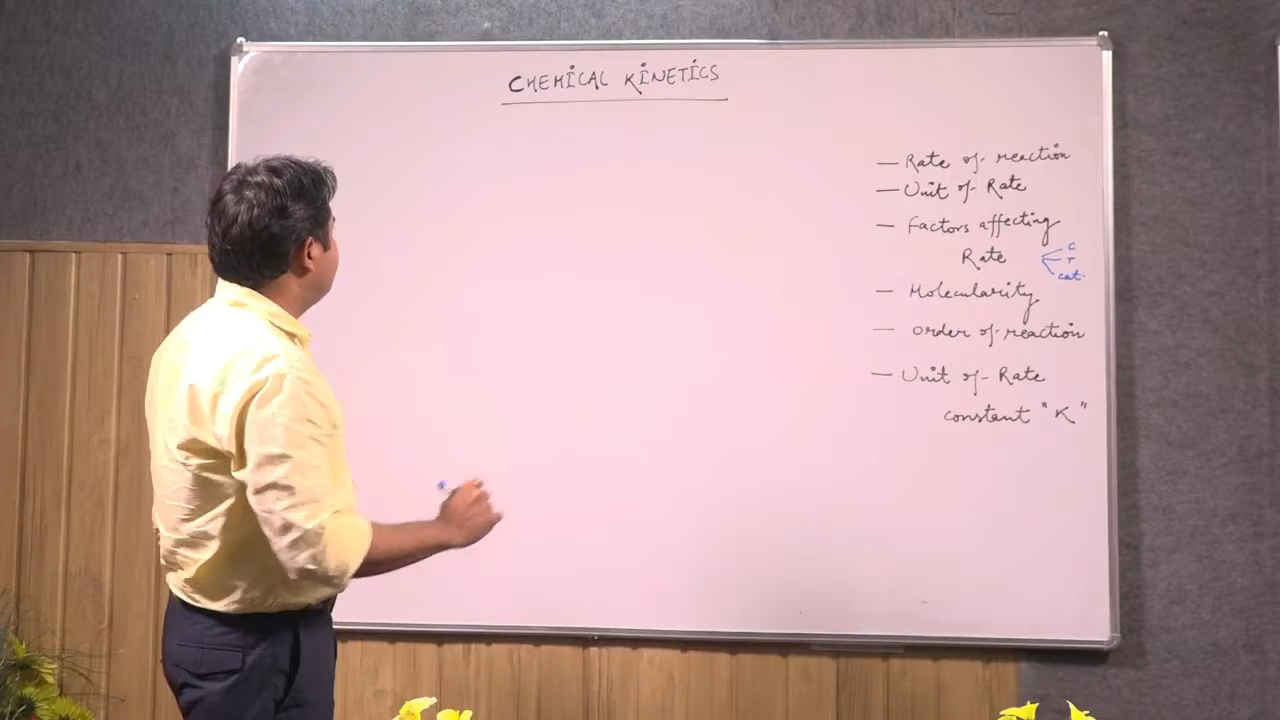 CHEMICAL KINETICS
— Rate of reaction
— Unit of Rate
— Factors affecting
Rate
C
T
cat.
— Molecularity
— Order of reaction
— Unit of Rate
constant "K"